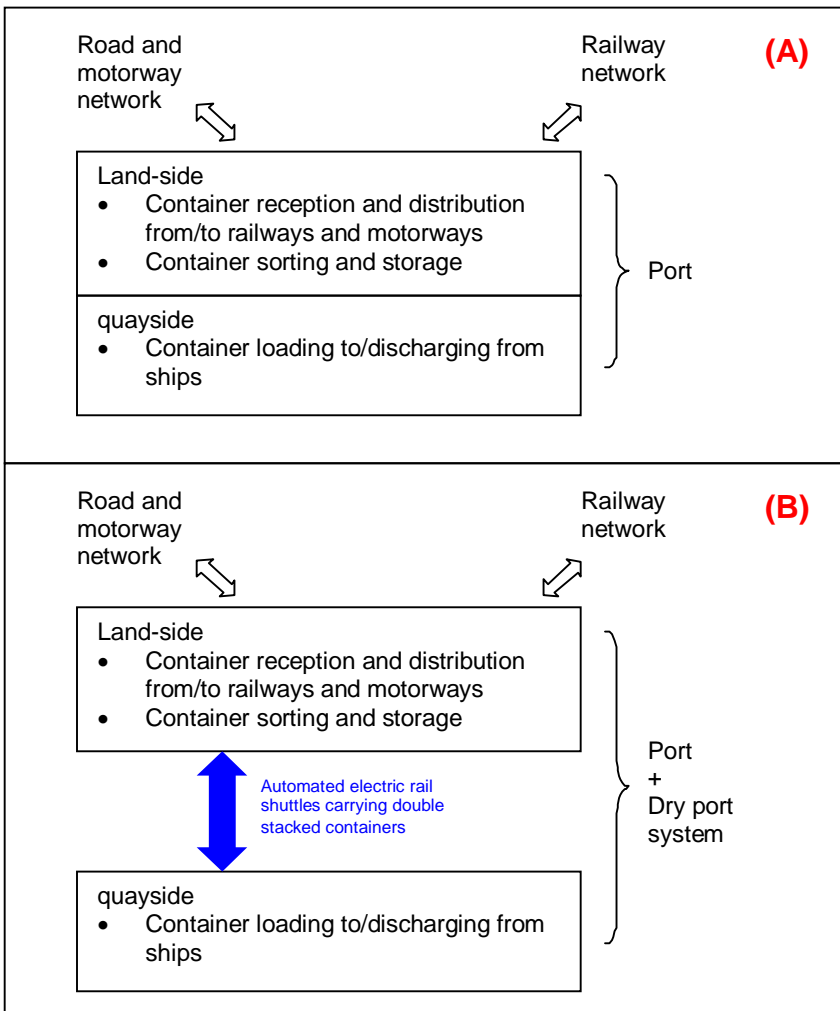 Road and
motorway
network
Railway
network
(A)
Land-side
• Container reception and distribution
from/to railways and motorways
• Container sorting and storage
quayside
• Container loading to/discharging from
ships
Port
Road and
motorway
network
Railway
network
(B)
Land-side
• Container reception and distribution
from/to railways and motorways
• Container sorting and storage
Automated electric rail
shuttles carrying double
stacked containers
quayside
• Container loading to/discharging from
ships
Port
+
Dry port
system